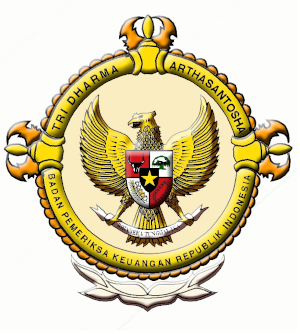 TRI DHARMA
ARTHASANTOSHA
BADAN PEMERIKSA KEUANGAN REPUBLIK INDONESIA